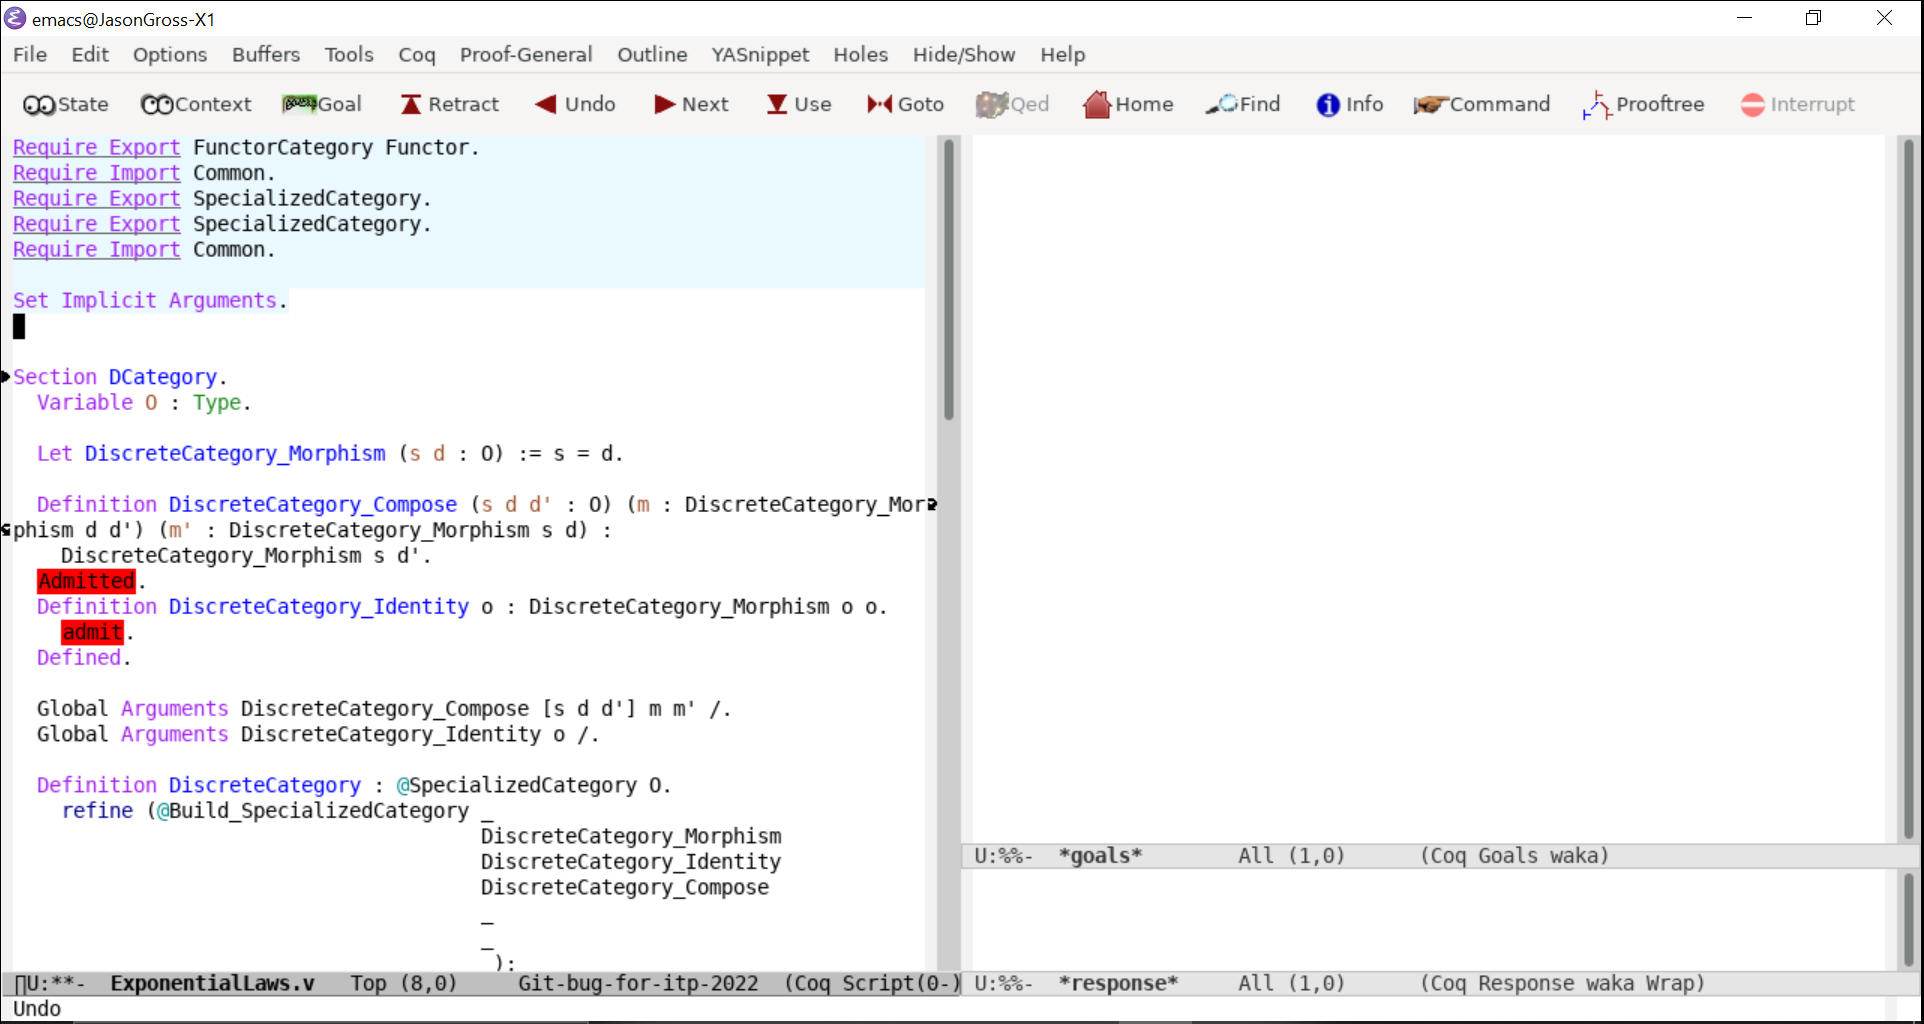 emacs@JasonGross-X1
File Edit Options Buffers Tools Coq Proof-General Outline YASnippet Holes Hide/Show Help
State Context Goal Retract Undo Next Use Goto Qed Home Find Info Command Prooftree Interrupt
Require Export FunctorCategory Functor.
Require Import Common.
Require Export SpecializedCategory.
Require Export SpecializedCategory.
Require Import Common.
Set Implicit Arguments.
Section DCategory.
Variable O : Type.
Let DiscreteCategory_Morphism (s d : O) := s = d.
Definition DiscreteCategory_Compose (s d d' : O) (m : DiscreteCategory_Mor
phism d d') (m' : DiscreteCategory_Morphism s d) :
DiscreteCategory_Morphism s d'.
Admitted.
Definition DiscreteCategory_Identity o : DiscreteCategory_Morphism o o.
admit.
Defined.
Global Arguments DiscreteCategory_Compose [s d d'] m m' /.
Global Arguments DiscreteCategory_Identity o /.
Definition DiscreteCategory : @SpecializedCategory O.
refine (@Build_SpecializedCategory _
DiscreteCategory_Morphism
DiscreteCategory_Identity
DiscreteCategory_Compose
_
_
);
U:**- ExponentialLaws.v Top (8,0) Git-bug-for-itp-2022 (Coq Script(0-)
Undo
U:%%- *goals* All (1,0) (Coq Goals waka)
U:%%- *response* All (1,0) (Coq Response waka Wrap)